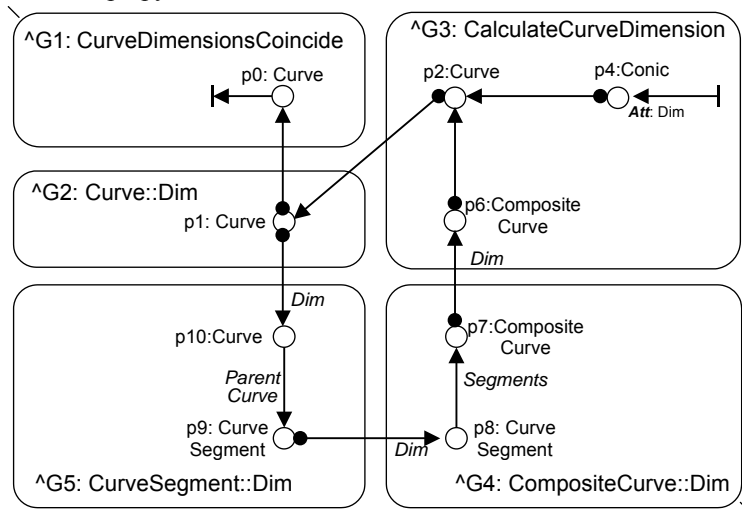 ^G1: CurveDimensionsCoincide
p0: Curve
^G3: CalculateCurveDimension
p2:Curve
p4:Conic
Att: Dim
^G2: Curve::Dim
p1: Curve
p6:Composite
Curve
Dim
Dim
p10:Curve
Parent
Curve
p9: Curve
Segment
^G5: CurveSegment::Dim
p7:Composite
Curve
Segments
Dim
p8: Curve
Segment
^G4: CompositeCurve::Dim